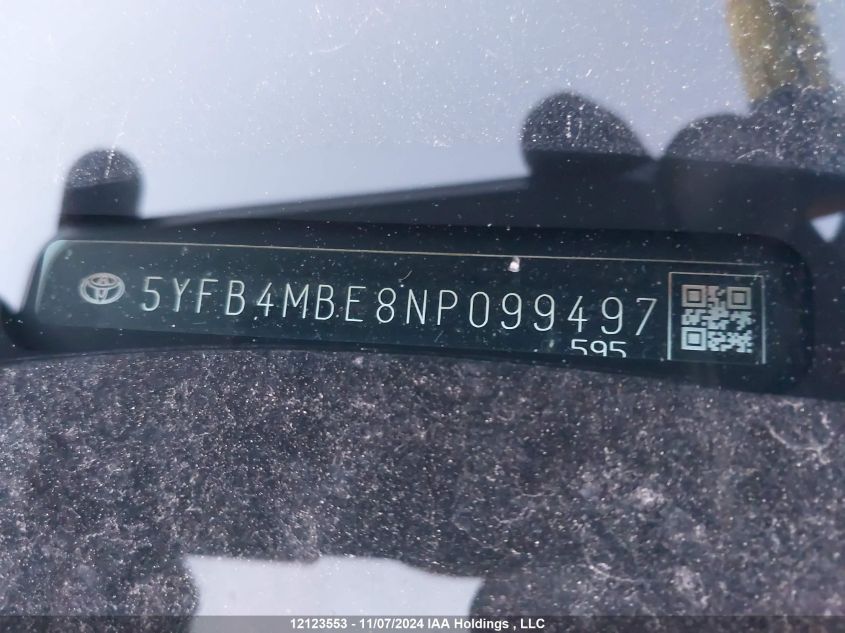 5YFB4MBE8NP099497
595
12123553 - 11/07/2024 IAA Holdings , LLC